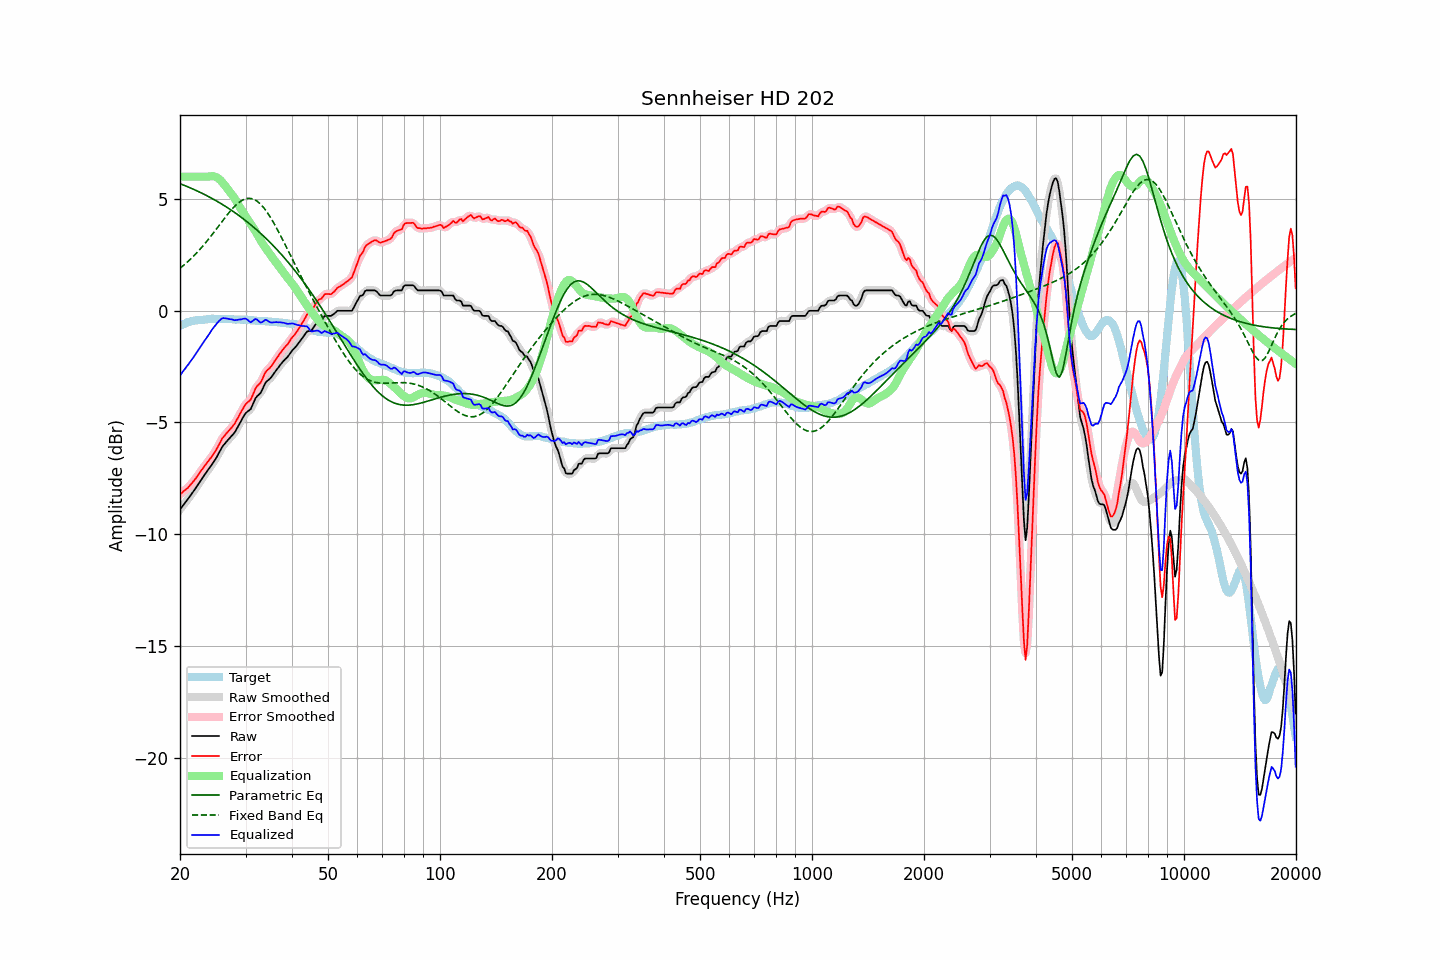 Sennheiser HD 202
Amplitude (dBr)
5
0
−5
−10
−15
−20
Target
Raw Smoothed
Error Smoothed
Raw
Error
Equalization
Parametric Eq
Fixed Band Eq
Equalized
20 50 100 200 500 1000 2000 5000 10000 20000
Frequency (Hz)